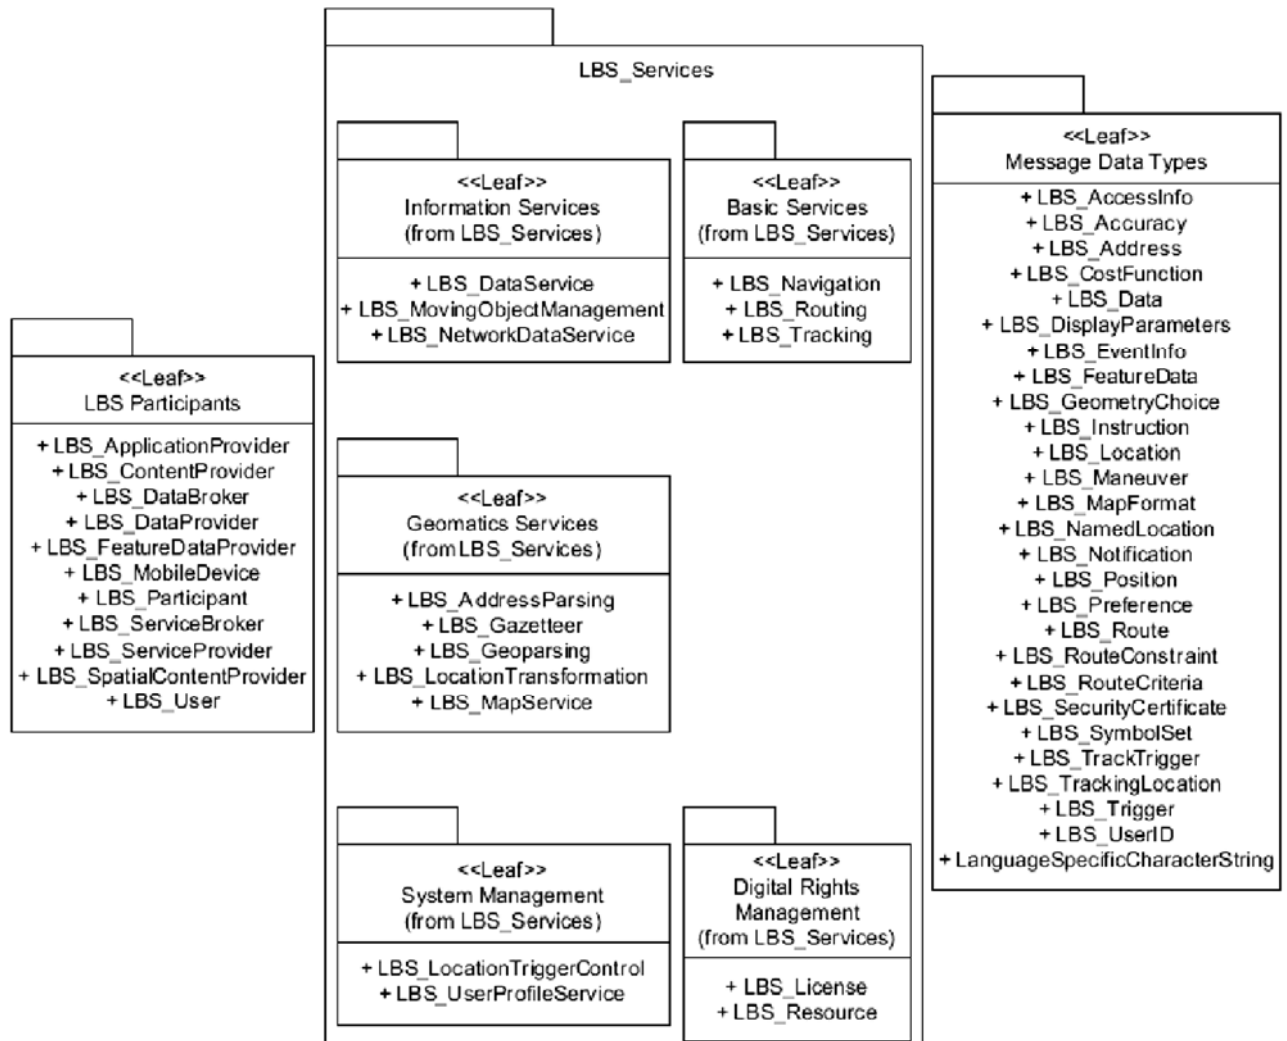 LBS_Services
<<Leaf>>
Information Services
(from LBS_Services)
+ LBS_DataService
+ LBS_MovingObjectManagement
+ LBS_NetworkDataService
<<Leaf>>
Basic Services
(from LBS_Services)
+ LBS_Navigation
+ LBS_Routing
+ LBS_Tracking
<<Leaf>>
LBS Participants
+ LBS_ApplicationProvider
+ LBS_ContentProvider
+ LBS_DataBroker
+ LBS_DataProvider
+ LBS_FeatureDataProvider
+ LBS_MobileDevice
+ LBS_Participant
+ LBS_ServiceBroker
+ LBS_ServiceProvider
+ LBS_SpatialContentProvider
+ LBS_User
<<Leaf>>
Geomatics Services
(from LBS_Services)
+ LBS_AddressParsing
+ LBS_Gazetteer
+ LBS_Geoparsing
+ LBS_LocationTransformation
+ LBS_MapService
<<Leaf>>
System Management
(from LBS_Services)
+ LBS_LocationTriggerControl
+ LBS_UserProfileService
<<Leaf>>
Digital Rights
Management
(from LBS_Services)
+ LBS_License
+ LBS_Resource
<<Leaf>>
Message Data Types
+ LBS_AccessInfo
+ LBS_Accuracy
+ LBS_Address
+ LBS_CostFunction
+ LBS_Data
+ LBS_DisplayParameters
+ LBS_EventInfo
+ LBS_FeatureData
+ LBS_GeometryChoice
+ LBS_Instruction
+ LBS_Location
+ LBS_Maneuver
+ LBS_MapFormat
+ LBS_NamedLocation
+ LBS_Notification
+ LBS_Position
+ LBS_Preference
+ LBS_Route
+ LBS_RouteConstraint
+ LBS_RouteCriteria
+ LBS_SecurityCertificate
+ LBS_SymbolSet
+ LBS_TrackTrigger
+ LBS_TrackingLocation
+ LBS_Trigger
+ LBS_UserID
+ LanguageSpecificCharacterString